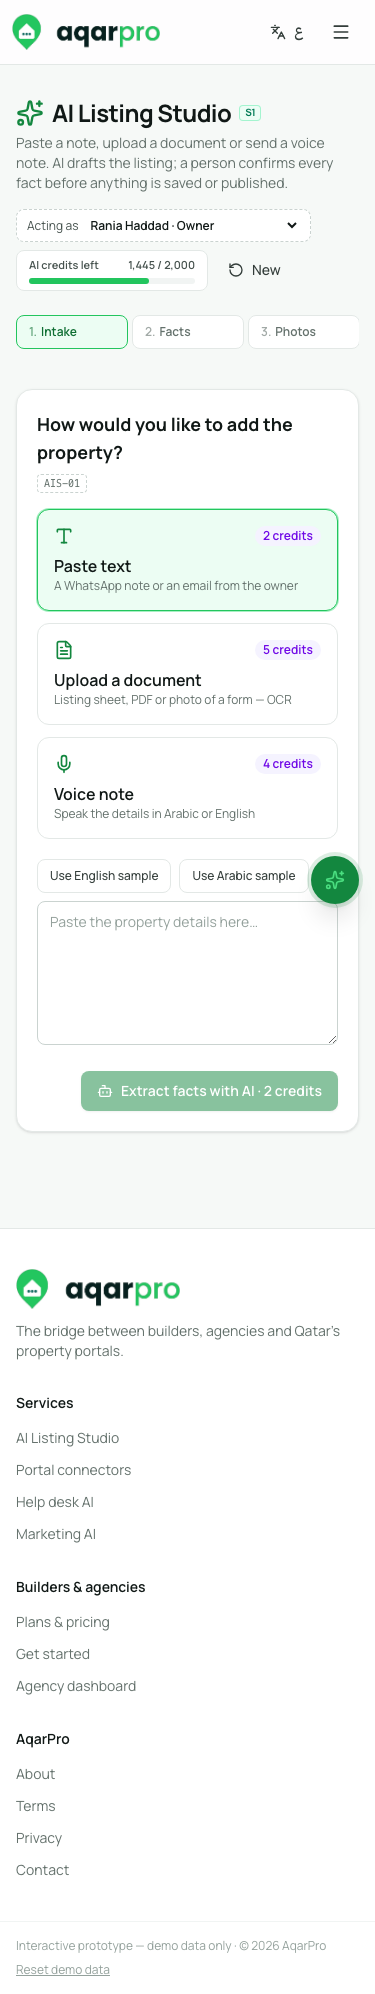 aqarpro
ع
AI Listing Studio S1
Paste a note, upload a document or send a voice
note. AI drafts the listing; a person confirms every
fact before anything is saved or published.
Acting as Rania Haddad · Owner
AI credits left 1,445 / 2,000
New
1. Intake 2. Facts 3. Photos
How would you like to add the
property?
AIS-01
2 credits
Paste text
A WhatsApp note or an email from the owner
5 credits
Upload a document
Listing sheet, PDF or photo of a form — OCR
4 credits
Voice note
Speak the details in Arabic or English
Use English sample Use Arabic sample
Paste the property details here…
Extract facts with AI · 2 credits
aqarpro
The bridge between builders, agencies and Qatar's
property portals.
Services
AI Listing Studio
Portal connectors
Help desk AI
Marketing AI
Builders & agencies
Plans & pricing
Get started
Agency dashboard
AqarPro
About
Terms
Privacy
Contact
Interactive prototype — demo data only · © 2026 AqarPro
Reset demo data